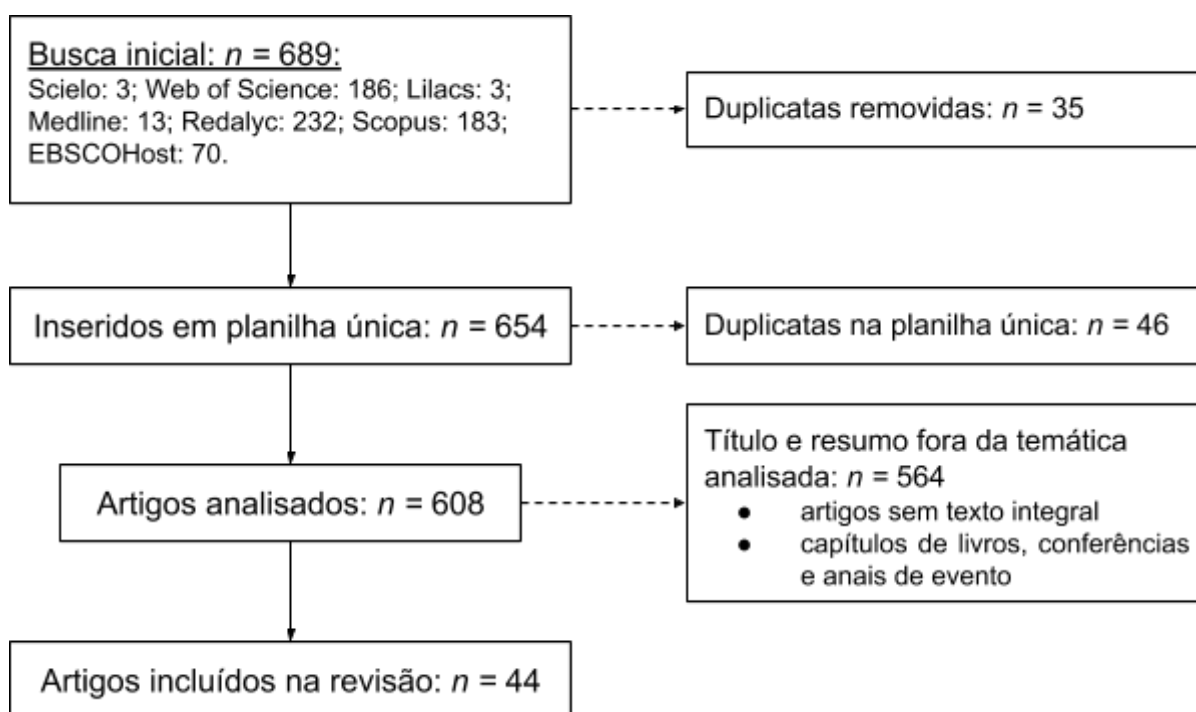 Busca inicial: n = 689:
Scielo: 3; Web of Science: 186; Lilacs: 3;
Medline: 13; Redalyc: 232; Scopus: 183;
EBSCOHost: 70.
Duplicatas removidas: n = 35
Inseridos em planilha única: n = 654
Duplicatas na planilha única: n = 46
Artigos analisados: n = 608
Título e resumo fora da temática
analisada: n = 564
● artigos sem texto integral
● capítulos de livros, conferências
e anais de evento
Artigos incluídos na revisão: n = 44